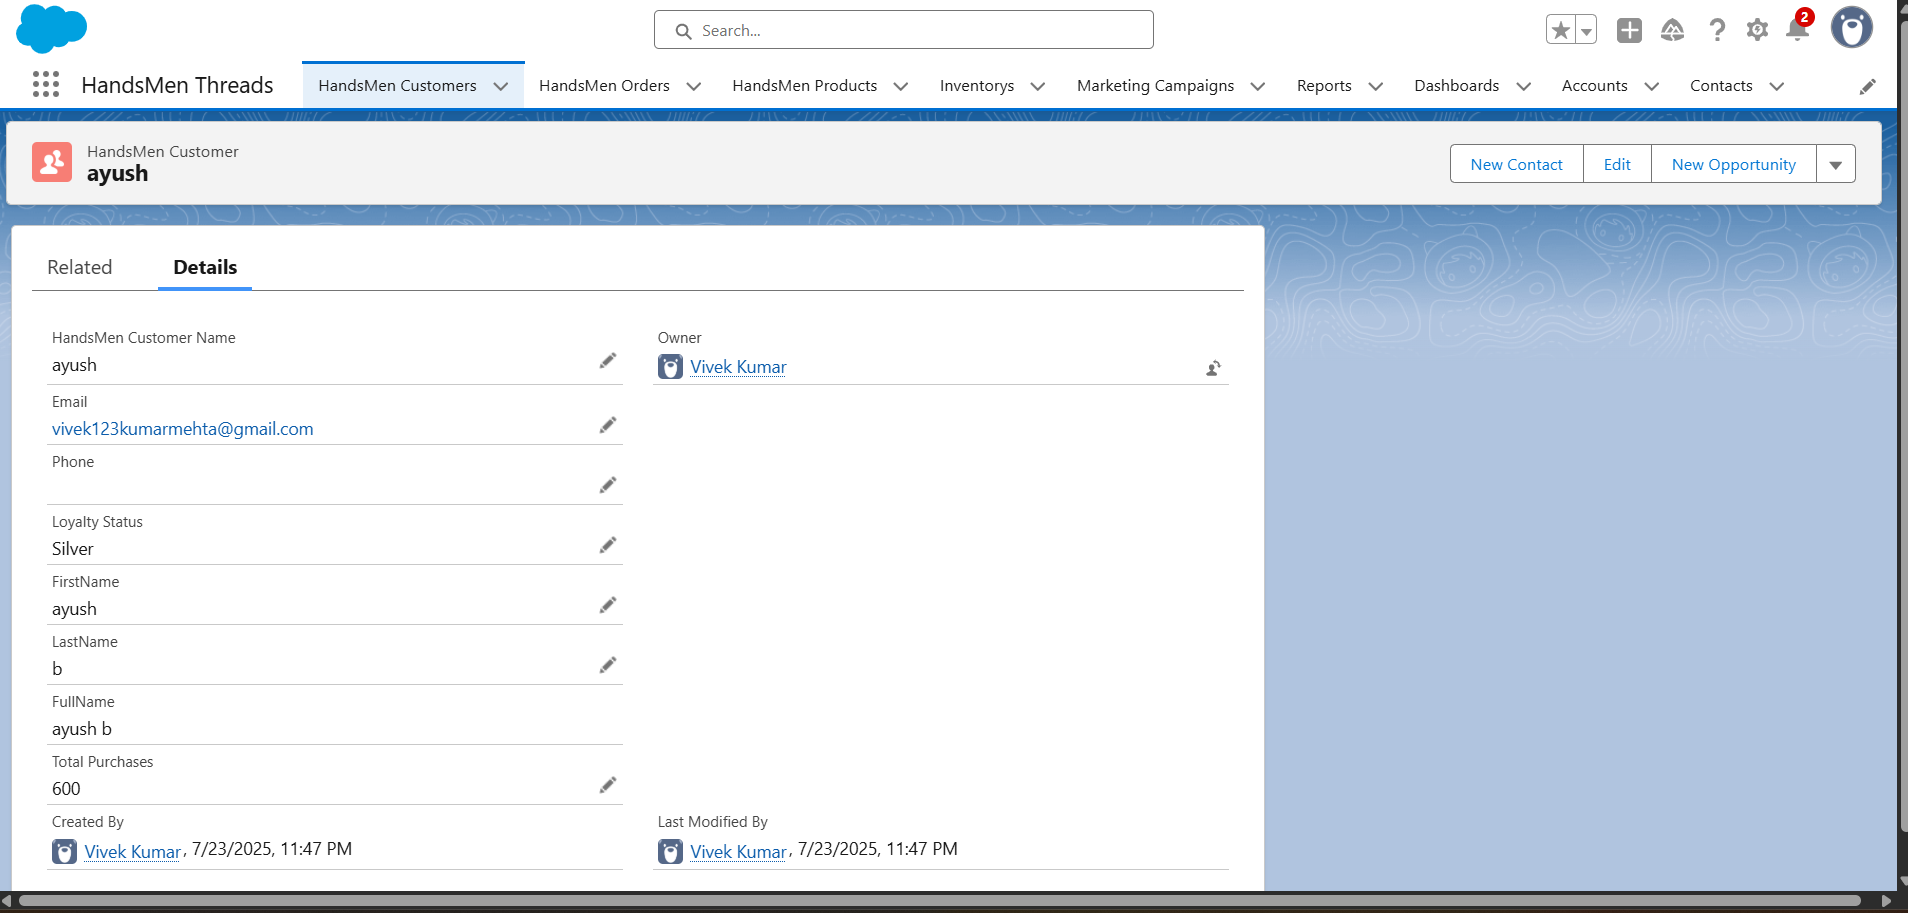 Search...
2
HandsMen Threads
HandsMen Customers
HandsMen Orders
HandsMen Products
Inventorys
Marketing Campaigns
Reports
Dashboards
Accounts
Contacts
HandsMen Customer
ayush
New Contact
Edit
New Opportunity
Related
Details
HandsMen Customer Name
ayush
Owner
Vivek Kumar
Email
vivek123kumarmehta@gmail.com
Phone
Loyalty Status
Silver
FirstName
ayush
LastName
b
FullName
ayush b
Total Purchases
600
Created By
Vivek Kumar, 7/23/2025, 11:47 PM
Last Modified By
Vivek Kumar, 7/23/2025, 11:47 PM